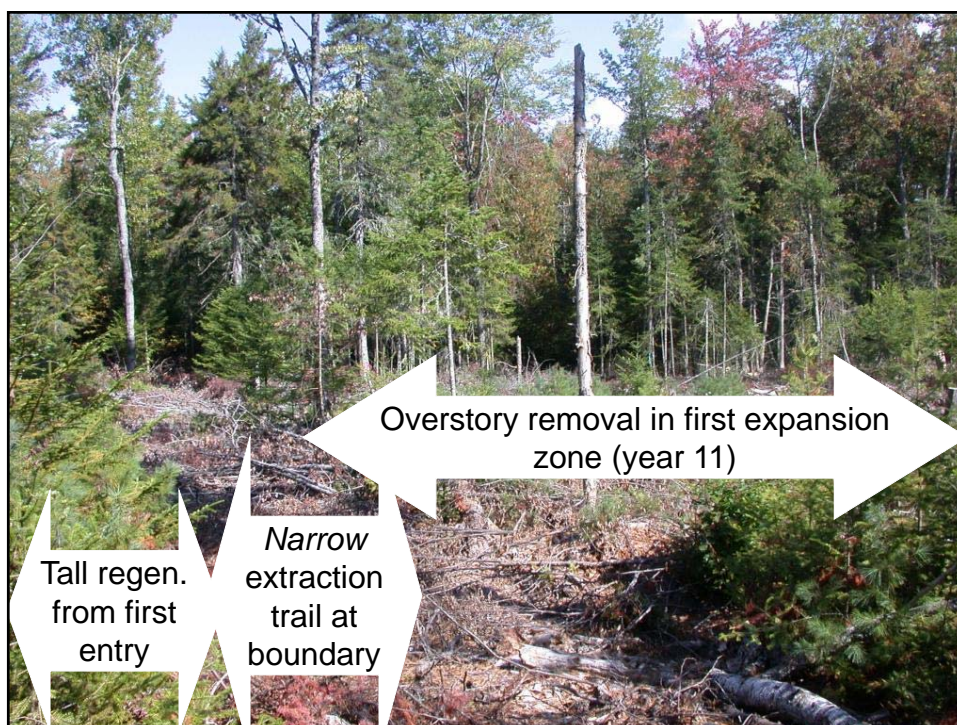 Overstory removal in first expansion
zone (year 11)
Narrow
extraction
trail at
boundary
Tall regen.
from first
entry